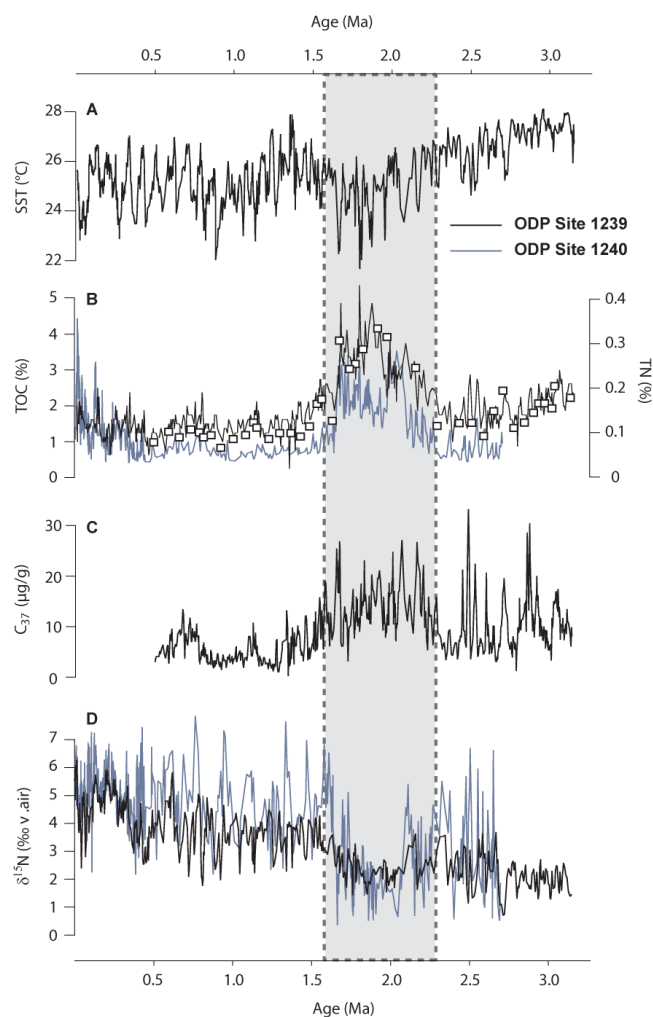 Age (Ma)
0.5 1.0 1.5 2.0 2.5 3.0
A
28
26
24
22
SST (°C)
ODP Site 1239
ODP Site 1240
B
5
4
3
2
1
0
TOC (%)
0.4
0.3
0.2
0.1
0
TN (%)
C
30
20
10
0
C37 (µg/g)
D
7
6
5
4
3
2
1
0
δ15N (‰ v .air)
0.5 1.0 1.5 2.0 2.5 3.0
Age (Ma)